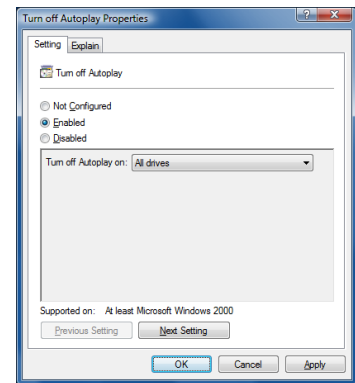 Turn off Autoplay Properties
Setting Explain
Turn off Autoplay
Not Configured
Enabled
Disabled
Turn off Autoplay on: All drives
Supported on: At least Microsoft Windows 2000
Previous Setting Next Setting
OK Cancel Apply